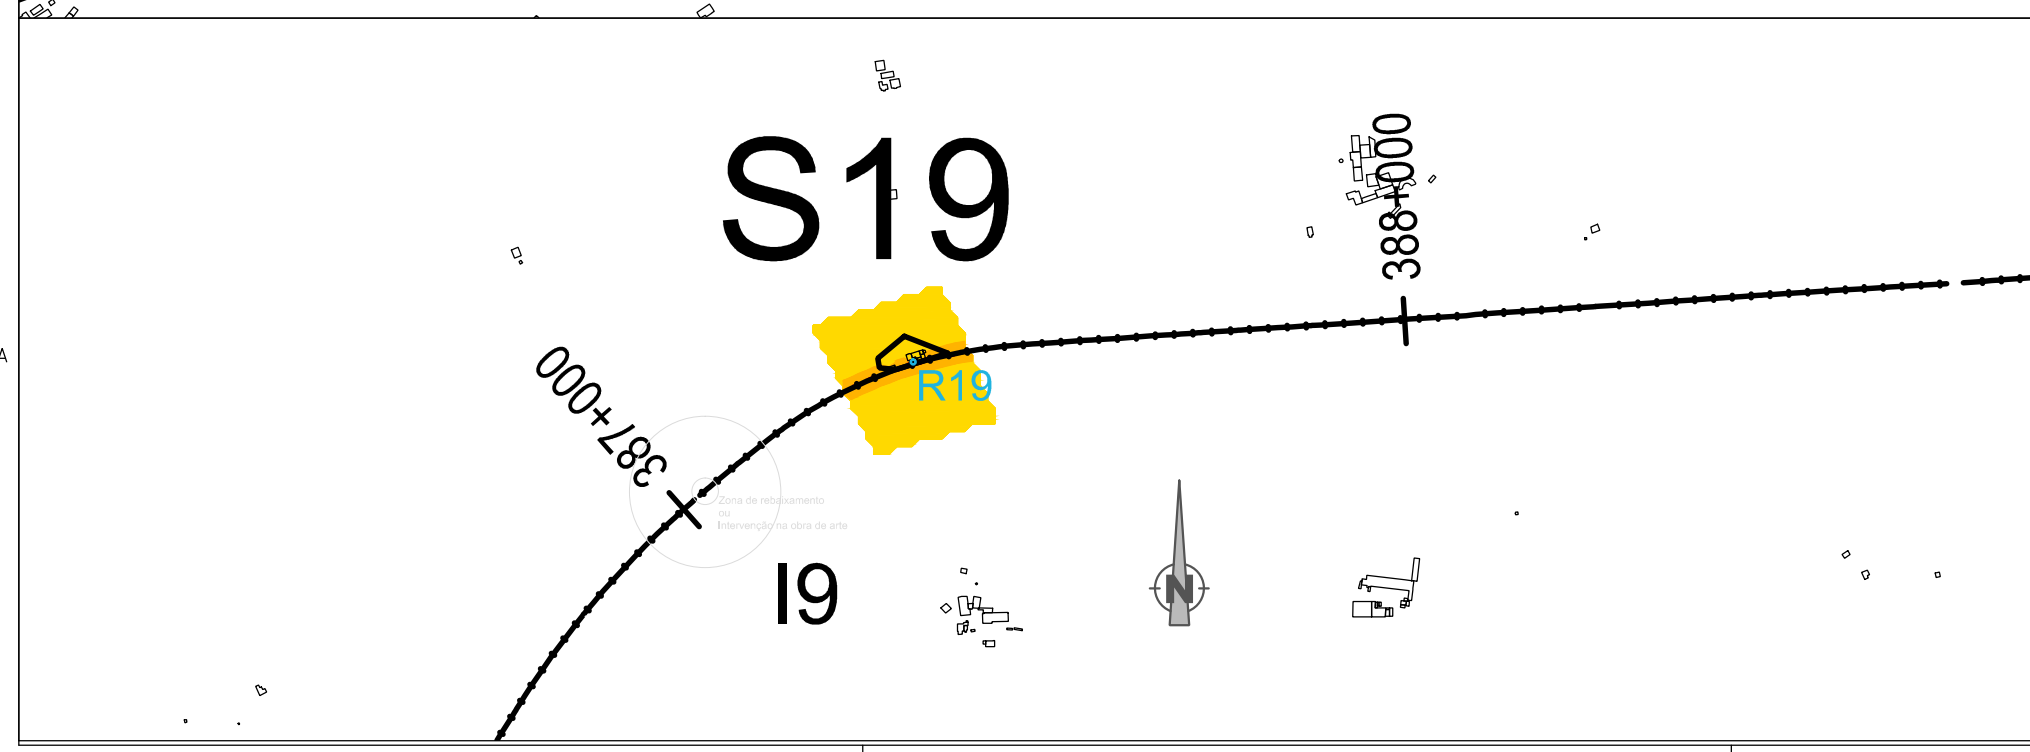 S19
388+000
A
R19
387+000
Zona de rebaixamento
ou
Intervenção na obra de arte
I9
N